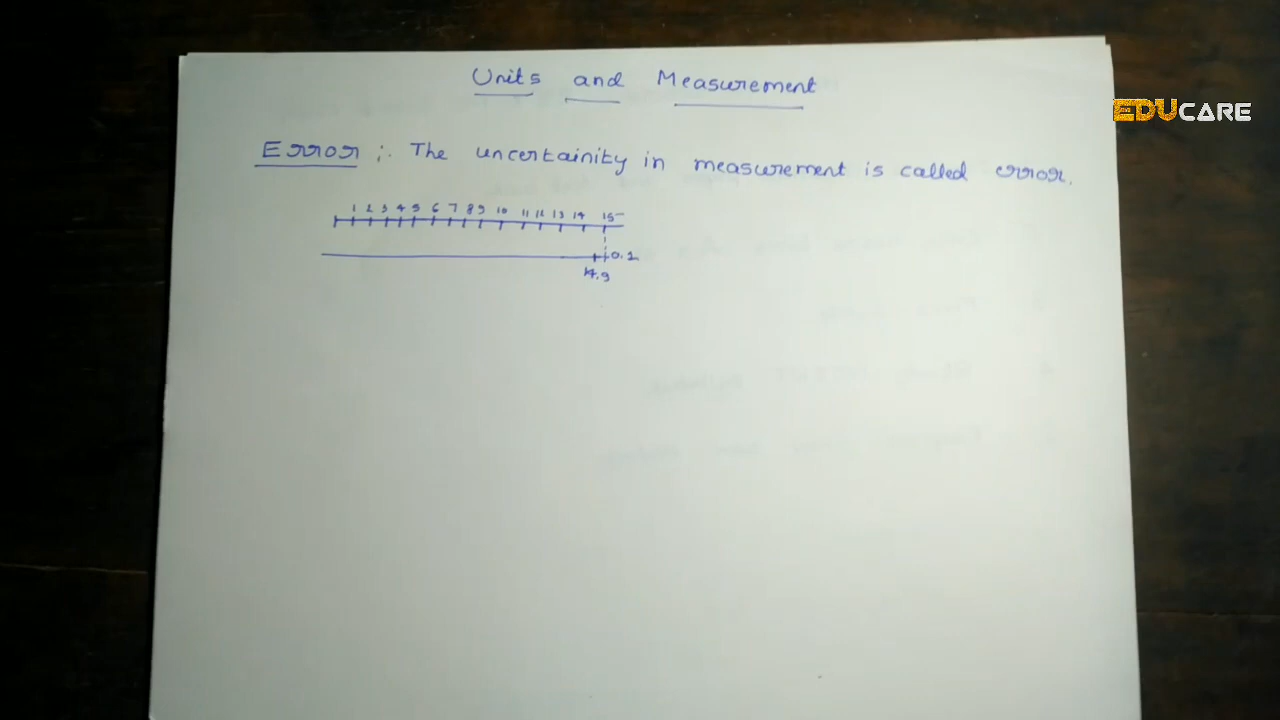 Units and Measurement
EDUCARE
Error :. The uncertainity in measurement is called error.
1 2 3 4 5 6 7 8 9 10 11 12 13 14 15
0.1
14.9